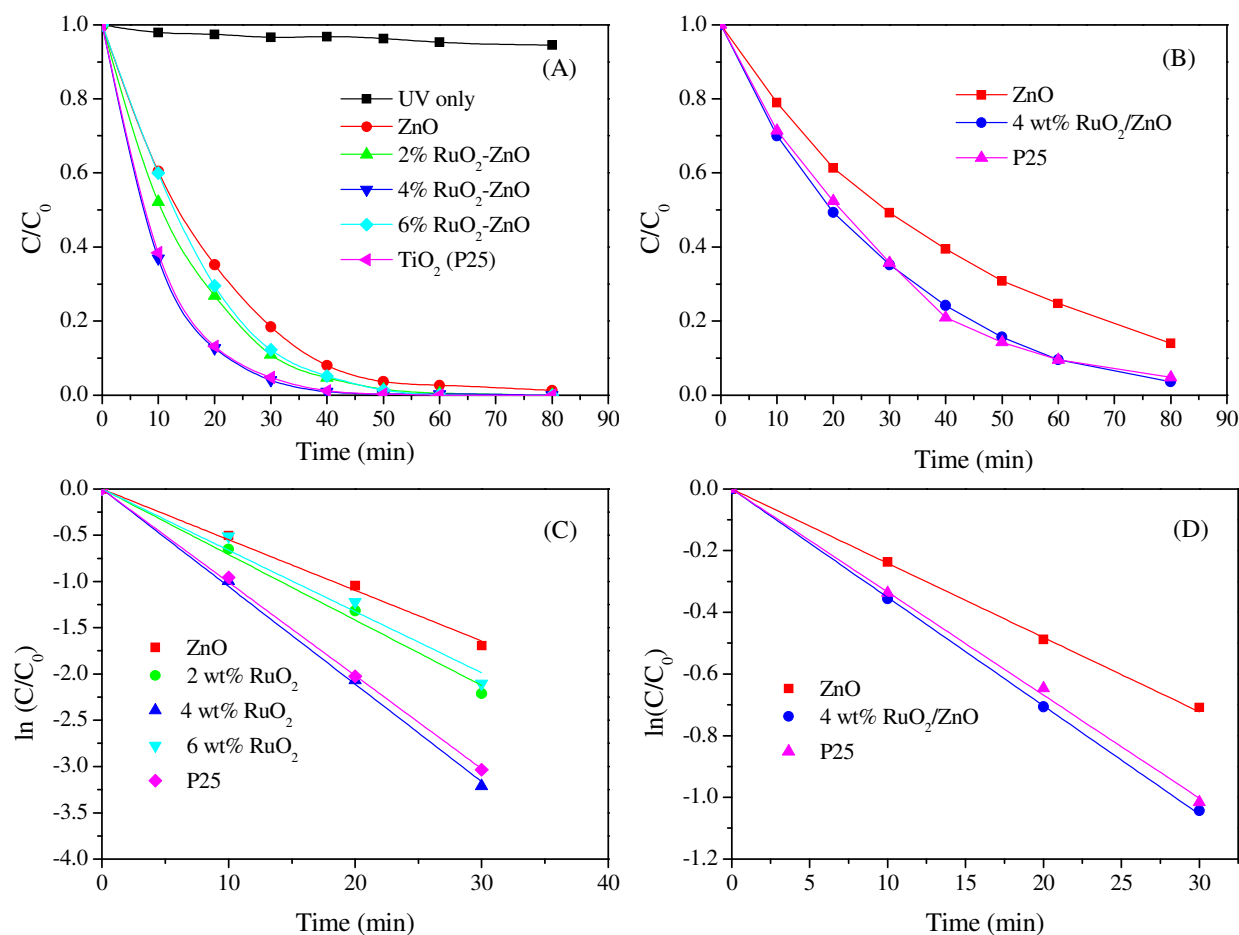 (A)
UV only
ZnO
2% RuO₂-ZnO
4% RuO₂-ZnO
6% RuO₂-ZnO
TiO₂ (P25)
C/C₀
1.0
0.8
0.6
0.4
0.2
0.0
0 10 20 30 40 50 60 70 80 90
Time (min)
(B)
ZnO
4 wt% RuO₂/ZnO
P25
C/C₀
1.0
0.8
0.6
0.4
0.2
0.0
0 10 20 30 40 50 60 70 80 90
Time (min)
(C)
ZnO
2 wt% RuO₂
4 wt% RuO₂
6 wt% RuO₂
P25
ln (C/C₀)
0.0
-0.5
-1.0
-1.5
-2.0
-2.5
-3.0
-3.5
-4.0
0 10 20 30 40
Time (min)
(D)
ZnO
4 wt% RuO₂/ZnO
P25
ln(C/C₀)
0.0
-0.2
-0.4
-0.6
-0.8
-1.0
-1.2
0 5 10 15 20 25 30
Time (min)